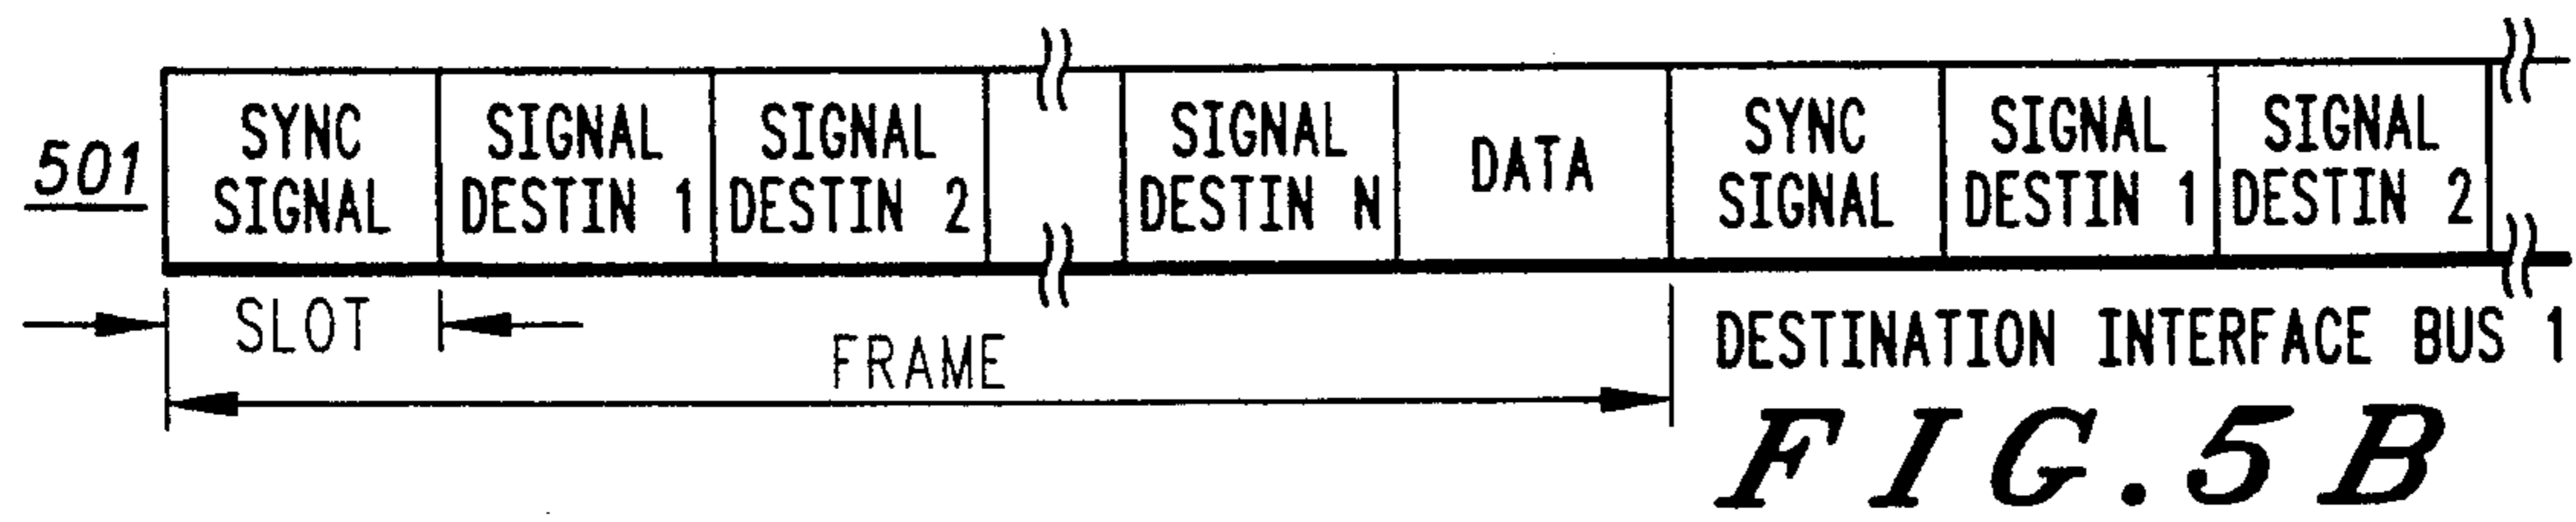 501
SYNC
SIGNAL
SIGNAL
DESTIN 1
SIGNAL
DESTIN 2
SIGNAL
DESTIN N
DATA
SYNC
SIGNAL
SIGNAL
DESTIN 1
SIGNAL
DESTIN 2
SLOT
FRAME
DESTINATION INTERFACE BUS 1
FIG.5B